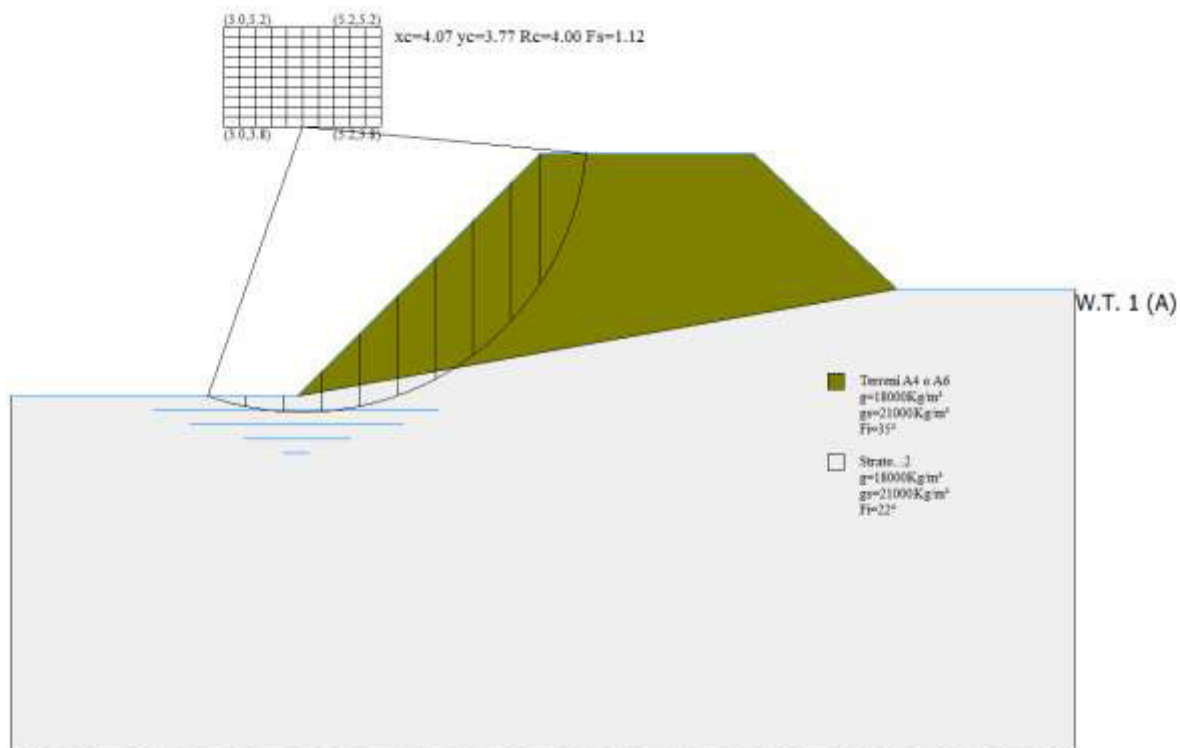 (3.0,5.2) (5.2,5.2)
xc=4.07 yc=3.77 Rc=4.00 Fs=1.12
(3.0,3.8) (5.2,3.8)
W.T. 1 (A)
Terreni A4 o A6
g=18000Kg/m³
gs=21000Kg/m³
Fi=35°
Strato...2
g=18000Kg/m³
gs=21000Kg/m³
Fi=22°